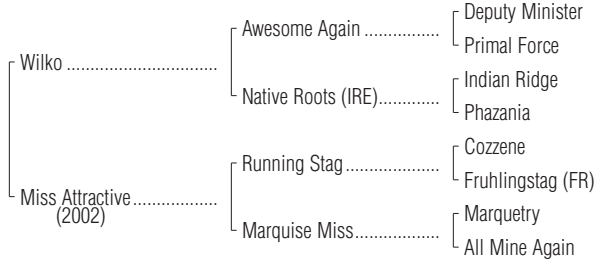 Deputy Minister
Awesome Again ................
Primal Force
Wilko ................................
Indian Ridge
Native Roots (IRE).............
Phazania
Cozzene
Running Stag....................
Fruhlingstag (FR)
Miss Attractive..................
(2002)
Marquetry
Marquise Miss..................
All Mine Again